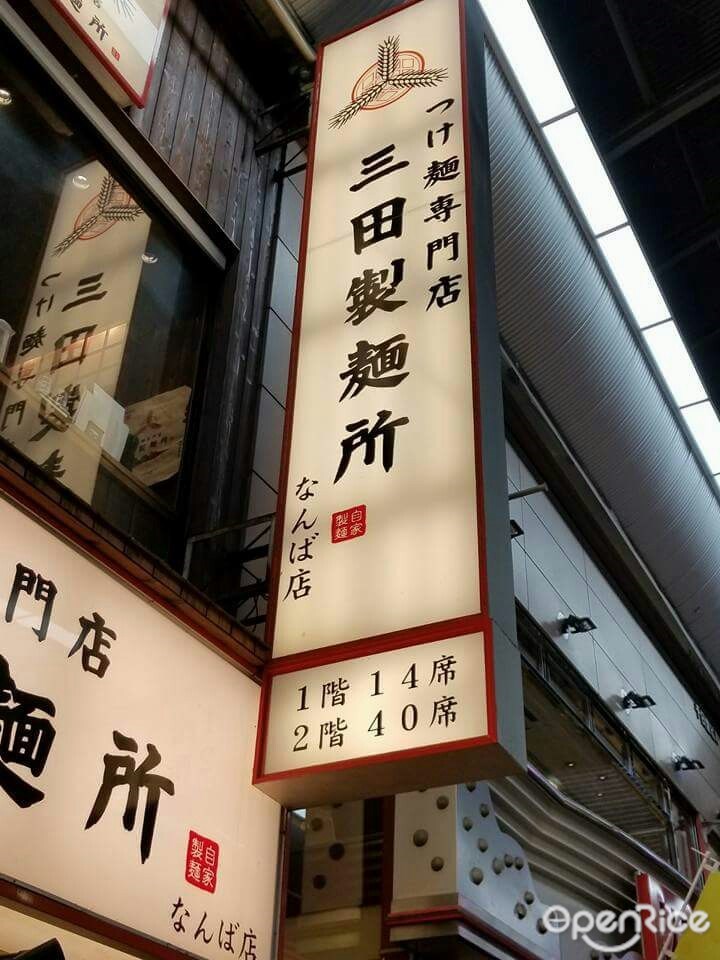 つけ麺専門店
三田製麺所
自家
製麺
なんば店
1階 14席
2階 40席
門店
麺所
自家
製麺
なんば店
OpenRice